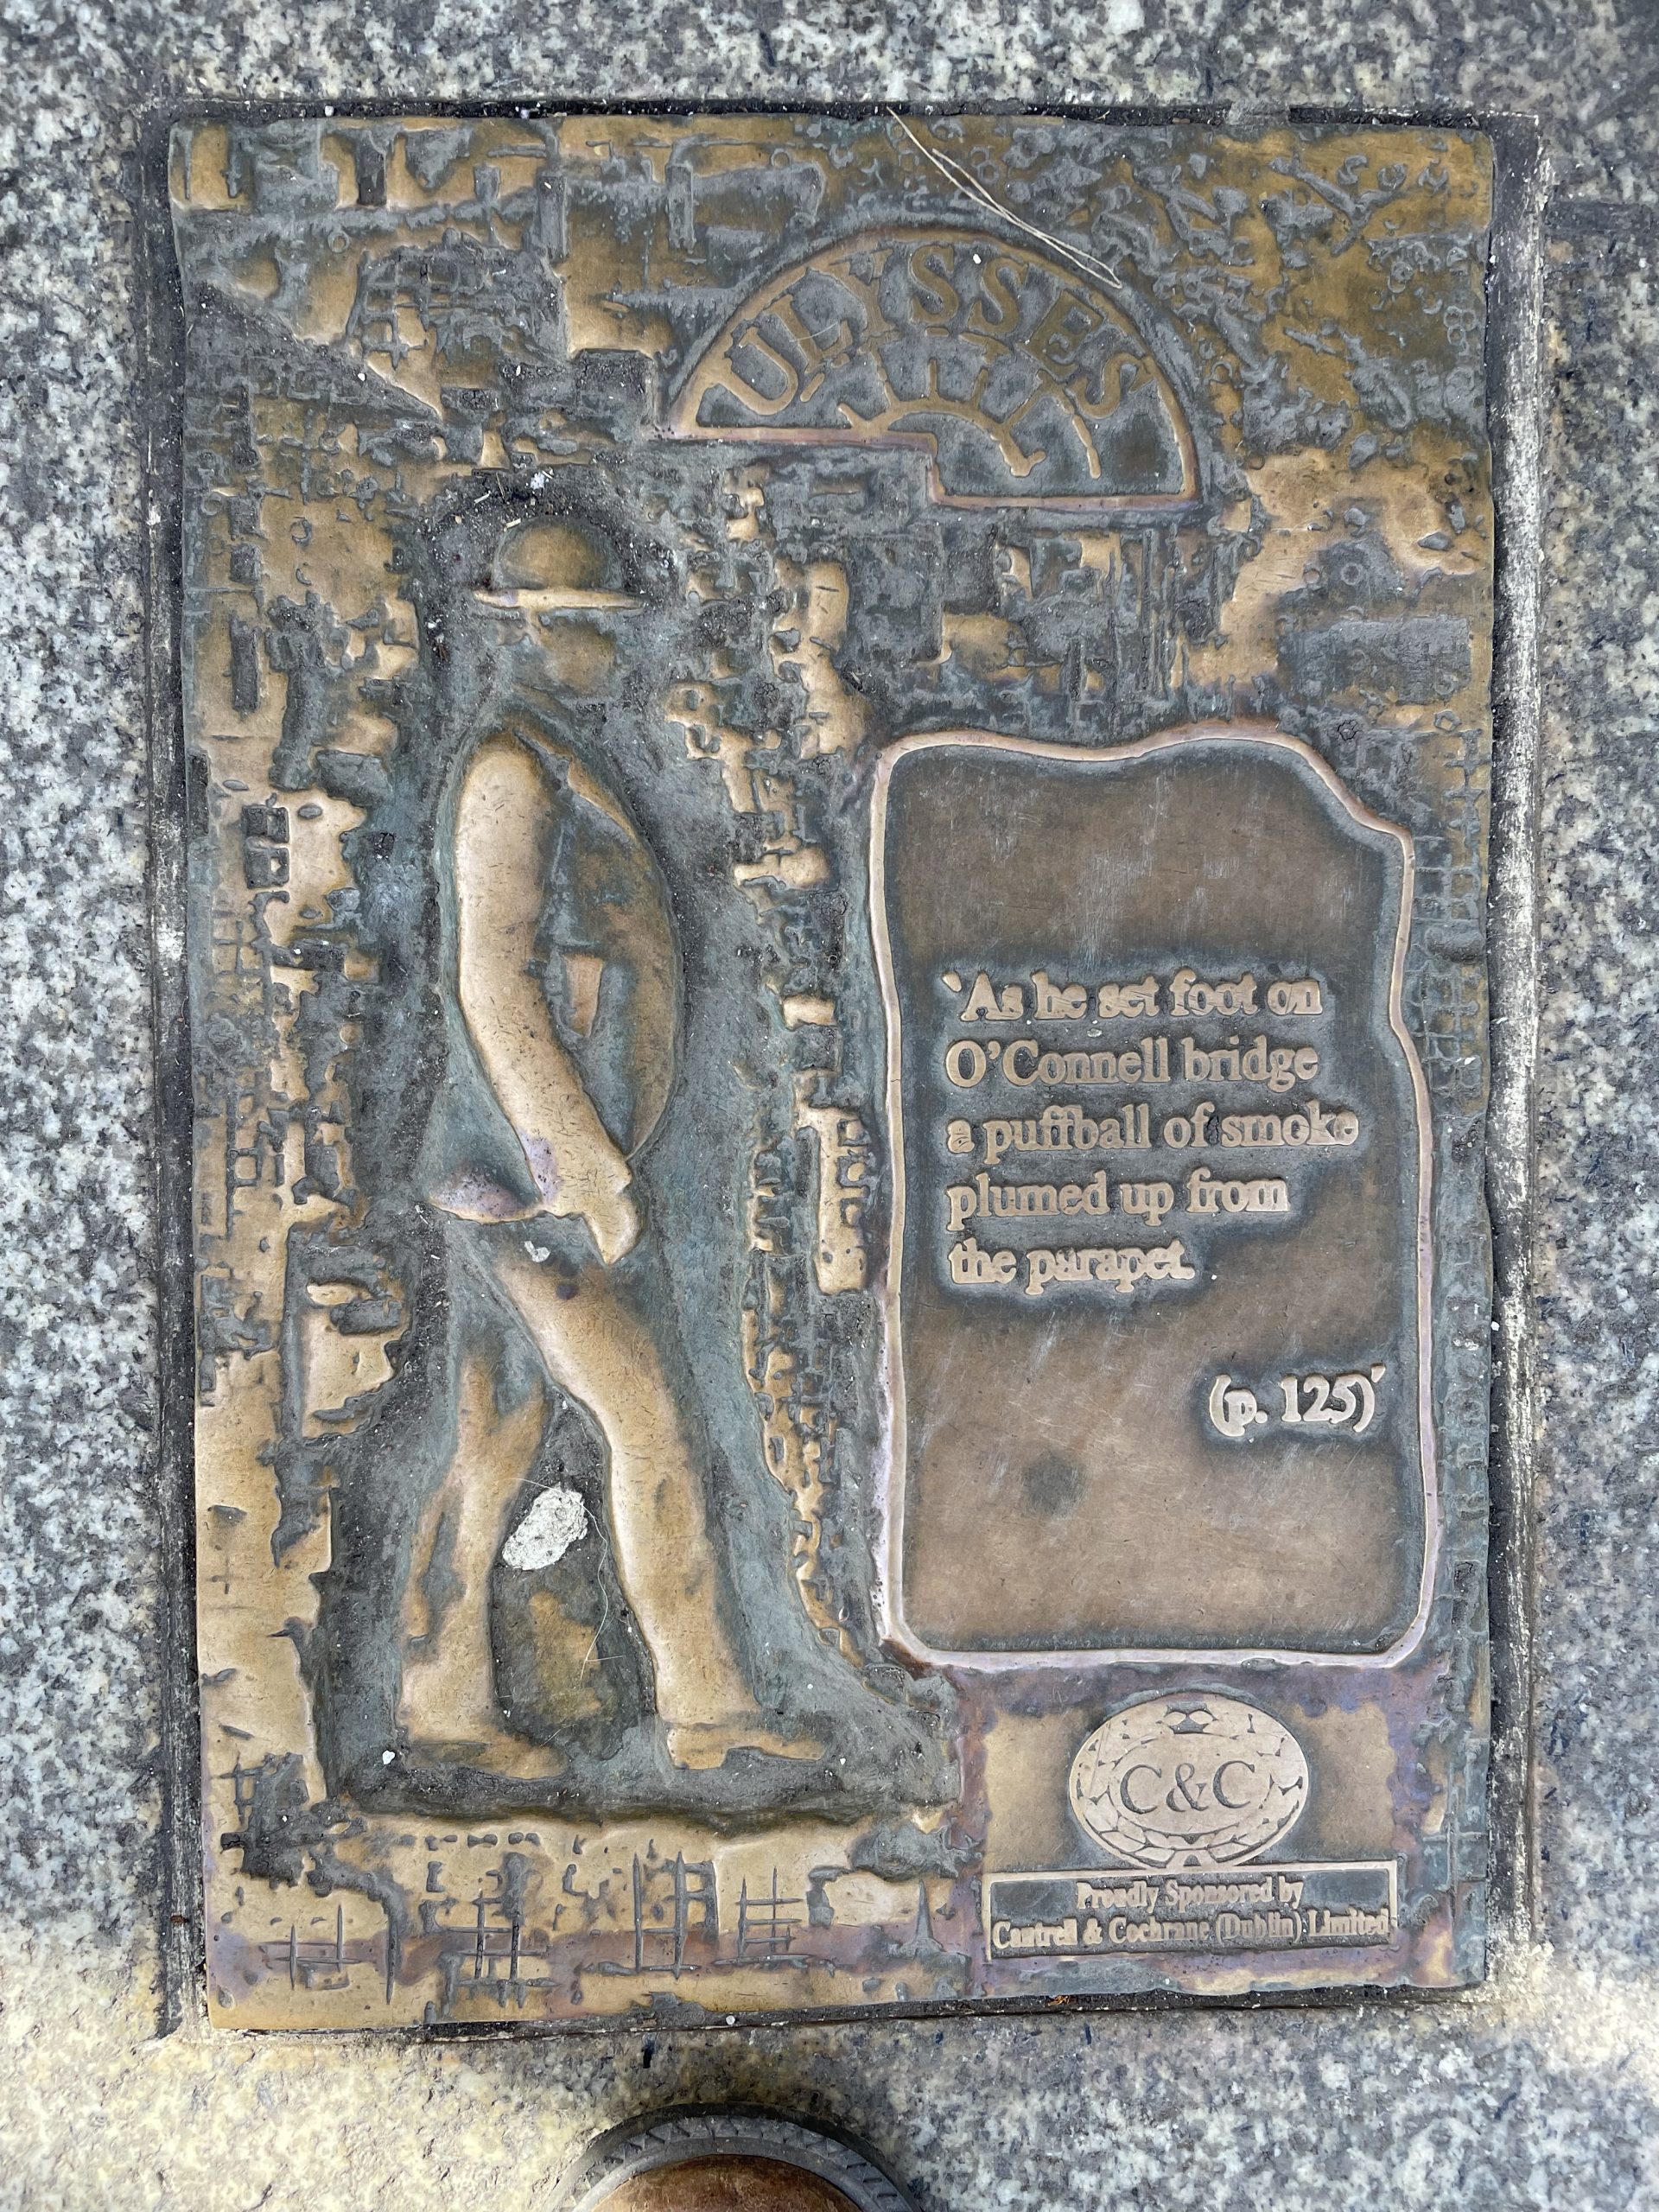 ULYSSES
‘As he set foot on
O’Connell bridge
a puffball of smoke
plumed up from
the parapet.
(p. 125)’
C&C
Proudly Sponsored by
Cantrell & Cochrane (Dublin) Limited